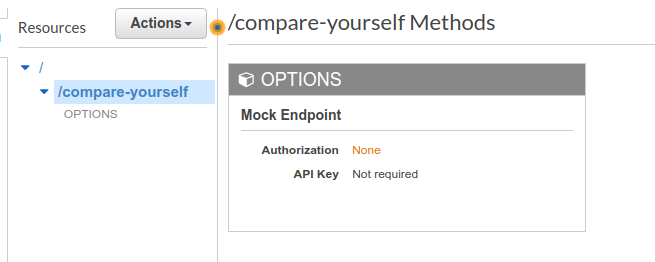 Resources
Actions
/
/compare-yourself
OPTIONS
/compare-yourself Methods
OPTIONS
Mock Endpoint
Authorization None
API Key Not required